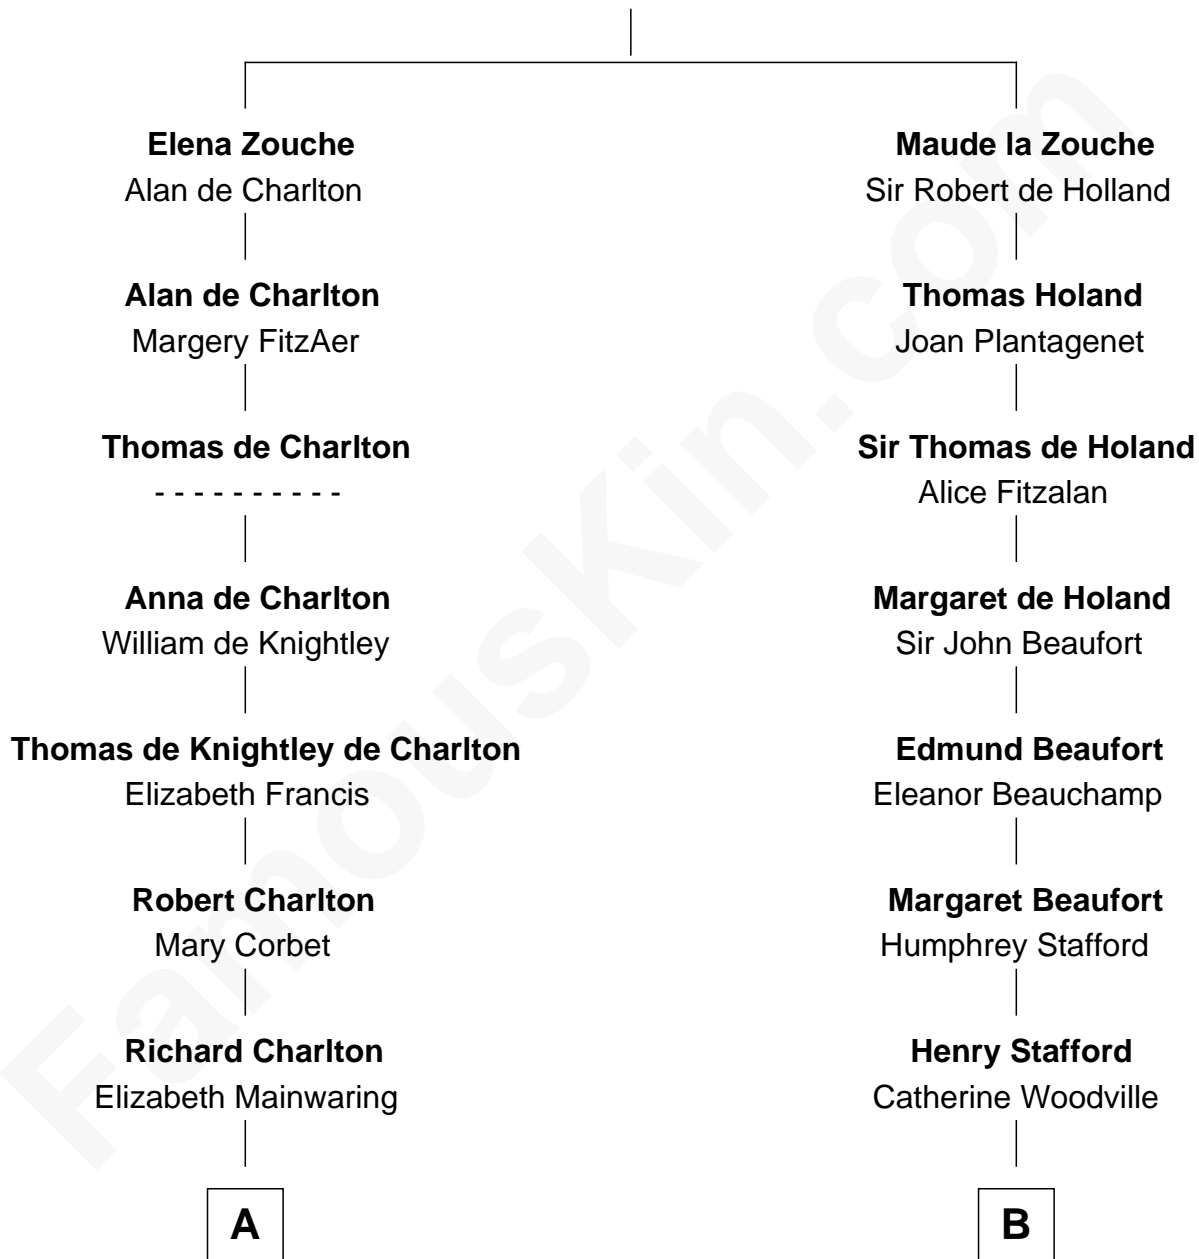 Elena Zouche
Alan de Charlton
Alan de Charlton
Margery FitzAer
Thomas de Charlton
- - - - - - - - - -
Anna de Charlton
William de Knightley
Thomas de Knightley de Charlton
Elizabeth Francis
Robert Charlton
Mary Corbet
Richard Charlton
Elizabeth Mainwaring
A
Maude la Zouche
Sir Robert de Holland
Thomas Holand
Joan Plantagenet
Sir Thomas de Holand
Alice Fitzalan
Margaret de Holand
Sir John Beaufort
Edmund Beaufort
Eleanor Beauchamp
Margaret Beaufort
Humphrey Stafford
Henry Stafford
Catherine Woodville
B
FamousKin.com